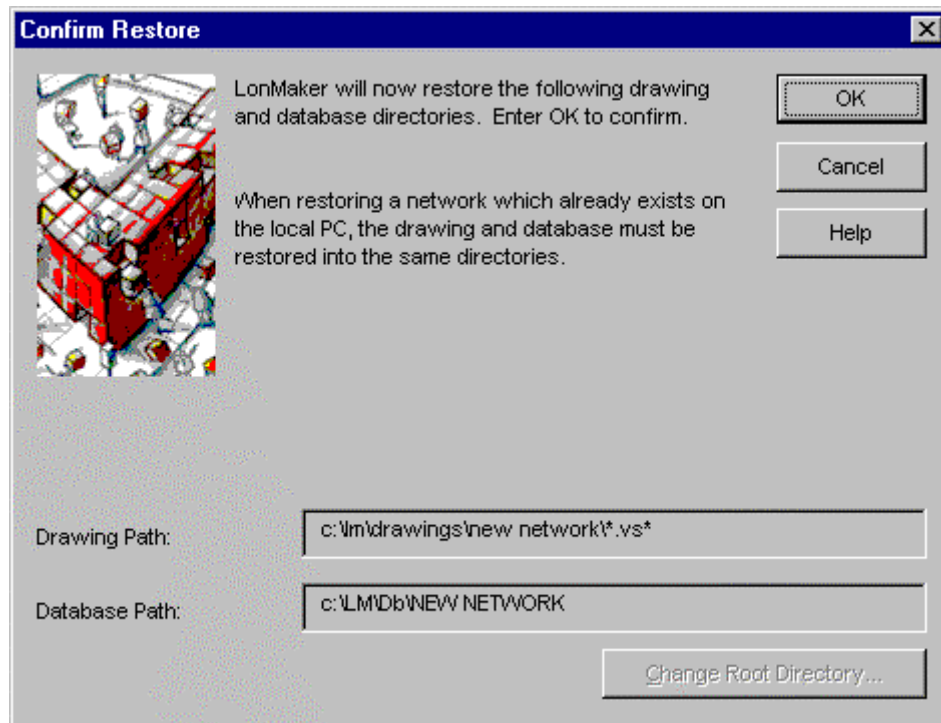 Confirm Restore
LonMaker will now restore the following drawing
and database directories.  Enter OK to confirm.
OK
Cancel
When restoring a network which already exists on
the local PC, the drawing and database must be
restored into the same directories.
Help
Drawing Path:
c:\lm\drawings\new network\*.vs*
Database Path:
c:\LM\Db\NEW NETWORK
Change Root Directory...